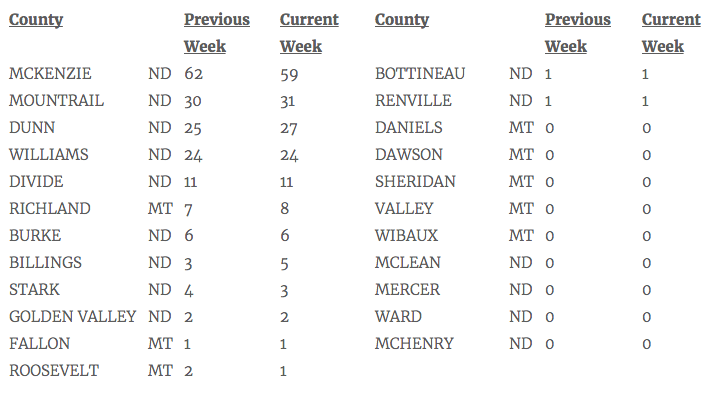 County Previous Week Current Week County Previous Week Current Week
MCKENZIE ND 62 59 BOTTINEAU ND 1 1
MOUNTRAIL ND 30 31 RENVILLE ND 1 1
DUNN ND 25 27 DANIELS MT 0 0
WILLIAMS ND 24 24 DAWSON MT 0 0
DIVIDE ND 11 11 SHERIDAN MT 0 0
RICHLAND MT 7 8 VALLEY MT 0 0
BURKE ND 6 6 WIBAUX MT 0 0
BILLINGS ND 3 5 MCLEAN ND 0 0
STARK ND 4 3 MERCER ND 0 0
GOLDEN VALLEY ND 2 2 WARD ND 0 0
FALLON MT 1 1 MCHENRY ND 0 0
ROOSEVELT MT 2 1